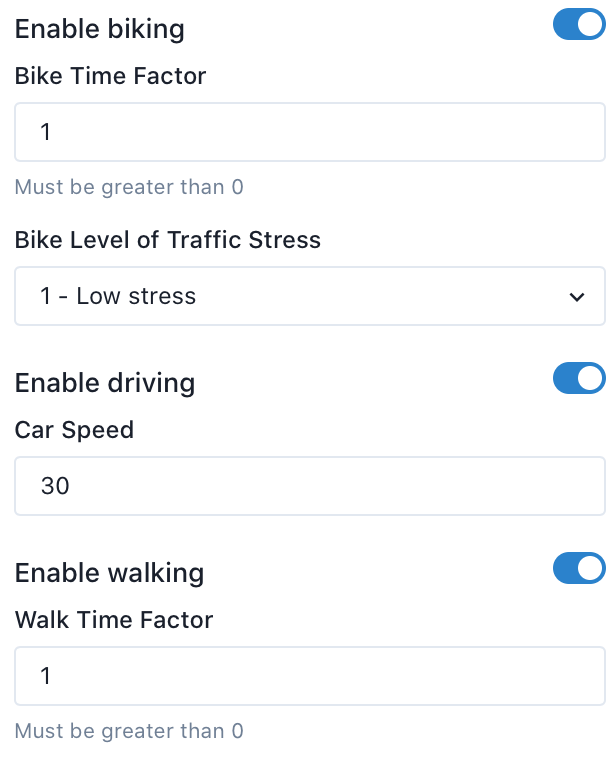 Enable biking
Bike Time Factor
1
Must be greater than 0
Bike Level of Traffic Stress
1 - Low stress
Enable driving
Car Speed
30
Enable walking
Walk Time Factor
1
Must be greater than 0